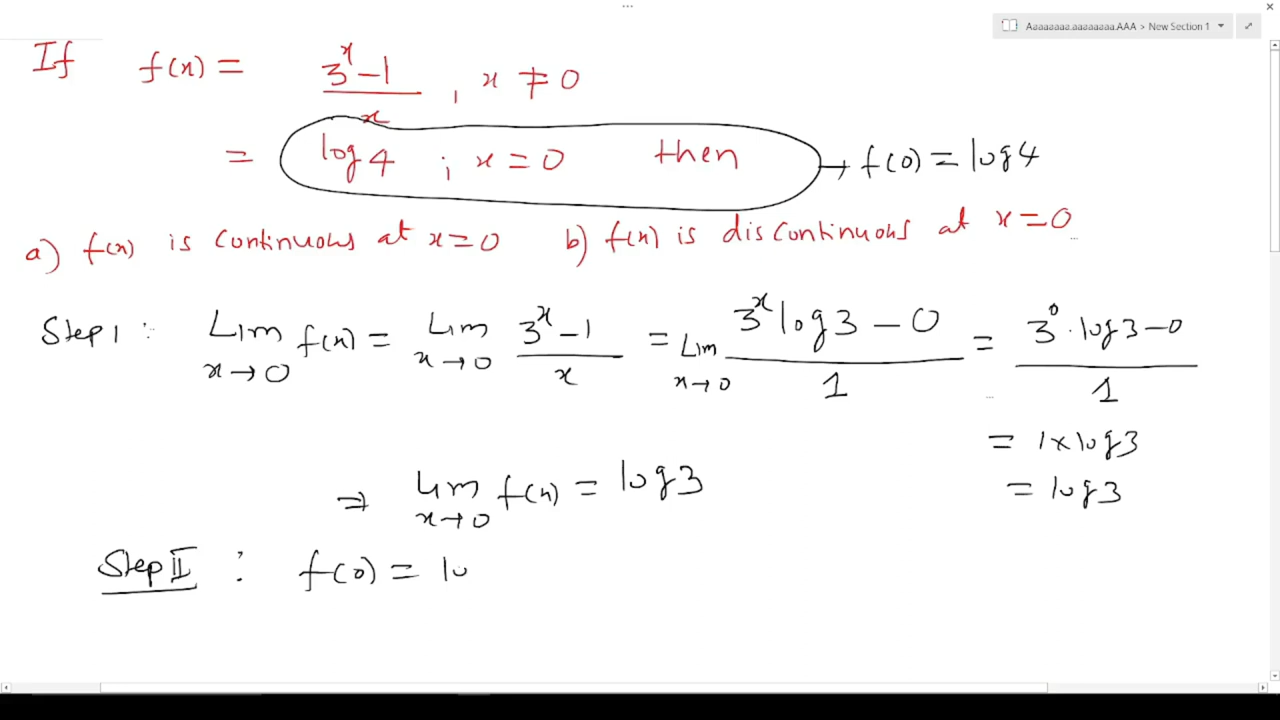 Aaaaaaa.aaaaaaaa.AAA > New Section 1
If f(x) = 3^x - 1 / x , x ≠ 0
= log 4 ; x = 0 then → f(0) = log 4
a) f(x) is continuous at x = 0 b) f(x) is discontinuous at x = 0
Step 1 : Lim x→0 f(x) = Lim x→0 3^x - 1 / x = Lim x→0 3^x log 3 - 0 / 1 = 3^0 · log 3 - 0 / 1
= 1 x log 3
= log 3
⇒ Lim x→0 f(x) = log 3
Step II : f(0) = lo